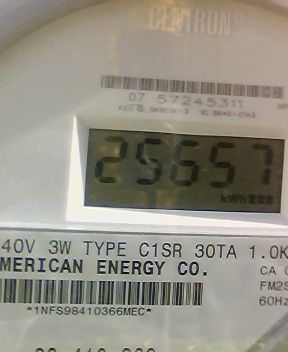 CENTRON®
07 57245311
25657
kWh
40V 3W TYPE C1SR 30TA 1.0K
MERICAN ENERGY CO.
CA
FM2S
60Hz
*1NFS98410366MEC*